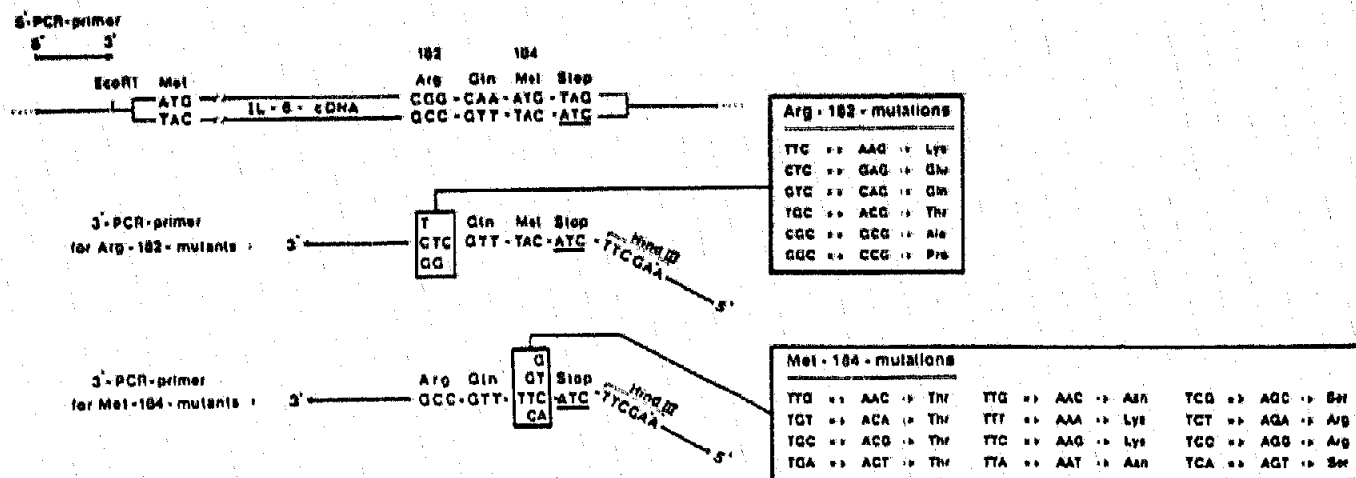 5'-PCR-primer
5' 3'
182 184
EcoRI Met Arg Gln Met Stop
ATG CGG - CAA - ATG - TAG
IL - 6 - cDNA
TAC GCC - GTT - TAC - ATC
Arg - 182 - mutations
TTC AAG Lys
CTC GAG Glu
GTC CAG Gln
TGC ACG Thr
CGC GCG Ala
GGC CCG Pro
3'-PCR-primer
for Arg-182-mutants : 3'
T Gln Met Stop
CTC GTT - TAC - ATC - TTCGAA
GG
Hind III
5'
3'-PCR-primer
for Met-184-mutants : 3'
G
Arg Gln GT Stop
GCC - GTT - TTC - ATC - TTCGAA
CA
Hind III
5'
Met - 184 - mutations
TTG AAC Thr TTG AAC Asn TCG AGC Ser
TGT ACA Thr TTT AAA Lys TCT AGA Arg
TGC ACG Thr TTC AAG Lys TCC AGG Arg
TGA ACT Thr TTA AAT Asn TCA AGT Ser